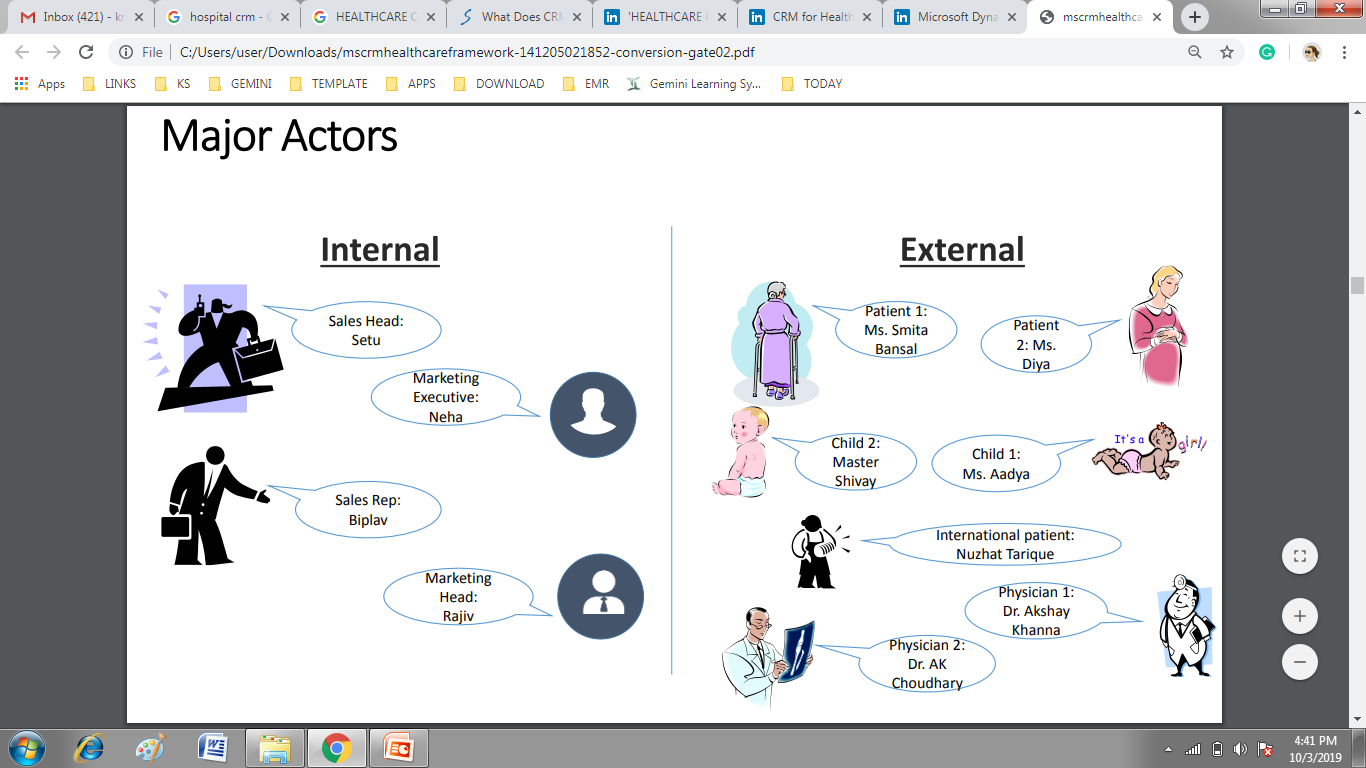 Inbox (421) - kr
hospital crm - G
HEALTHCARE C
What Does CRM
'HEALTHCARE C
CRM for Health
Microsoft Dyna
mscrmhealthca
File
C:/Users/user/Downloads/mscrmhealthcareframework-141205021852-conversion-gate02.pdf
Apps
LINKS
KS
GEMINI
TEMPLATE
APPS
DOWNLOAD
EMR
Gemini Learning Sy...
TODAY
Major Actors
Internal
Sales Head:
Setu
Marketing
Executive:
Neha
Sales Rep:
Biplav
Marketing
Head:
Rajiv
External
Patient 1:
Ms. Smita
Bansal
Patient
2: Ms.
Diya
Child 2:
Master
Shivay
Child 1:
Ms. Aadya
It's a girl!
International patient:
Nuzhat Tarique
Physician 1:
Dr. Akshay
Khanna
Physician 2:
Dr. AK
Choudhary
4:41 PM
10/3/2019